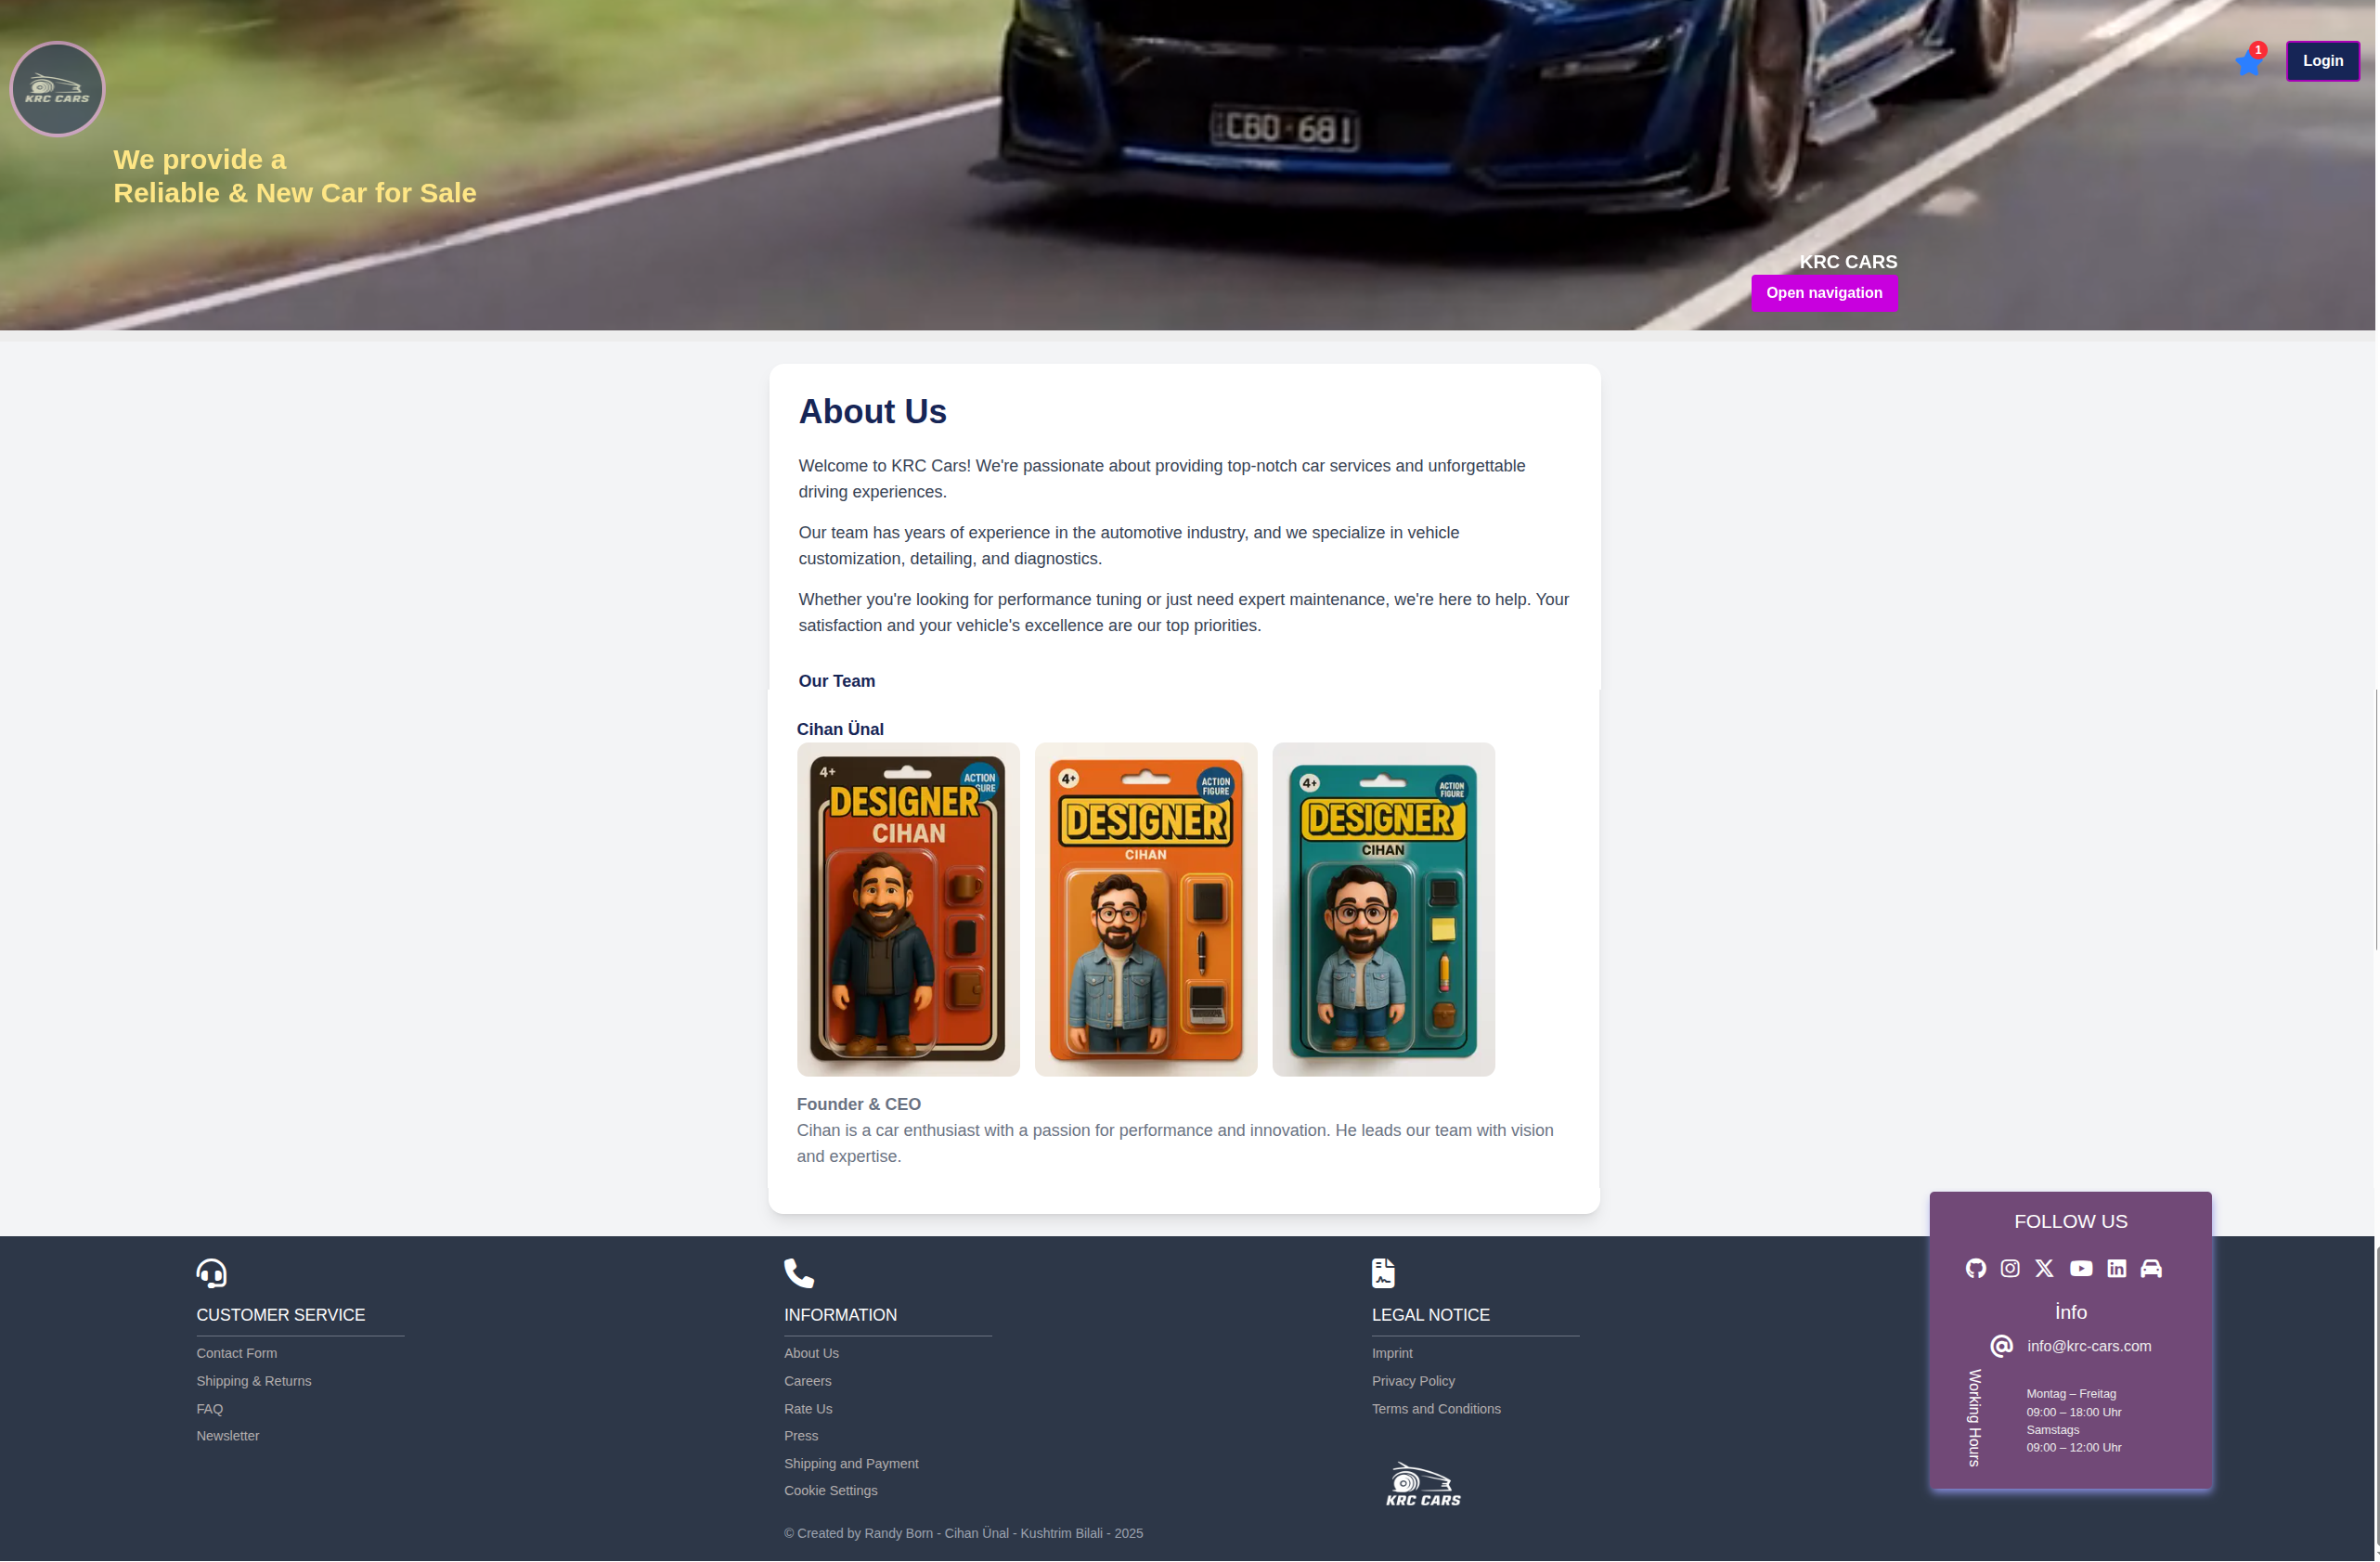 KRC CARS
1
Login
CBD·681
We provide a
Reliable & New Car for Sale
KRC CARS
Open navigation
About Us
Welcome to KRC Cars! We're passionate about providing top-notch car services and unforgettable
driving experiences.
Our team has years of experience in the automotive industry, and we specialize in vehicle
customization, detailing, and diagnostics.
Whether you're looking for performance tuning or just need expert maintenance, we're here to help. Your
satisfaction and your vehicle's excellence are our top priorities.
Our Team
Cihan Ünal
4+
ACTION
GURE
DESIGNER
CIHAN
4+
ACTION
FIGURE
DESIGNER
CIHAN
4+
ACTION
FIGURE
DESIGNER
CIHAN
Founder & CEO
Cihan is a car enthusiast with a passion for performance and innovation. He leads our team with vision
and expertise.
CUSTOMER SERVICE
Contact Form
Shipping & Returns
FAQ
Newsletter
INFORMATION
About Us
Careers
Rate Us
Press
Shipping and Payment
Cookie Settings
© Created by Randy Born - Cihan Ünal - Kushtrim Bilali - 2025
LEGAL NOTICE
Imprint
Privacy Policy
Terms and Conditions
KRC CARS
FOLLOW US
İnfo
info@krc-cars.com
Working Hours
Montag – Freitag
09:00 – 18:00 Uhr
Samstags
09:00 – 12:00 Uhr